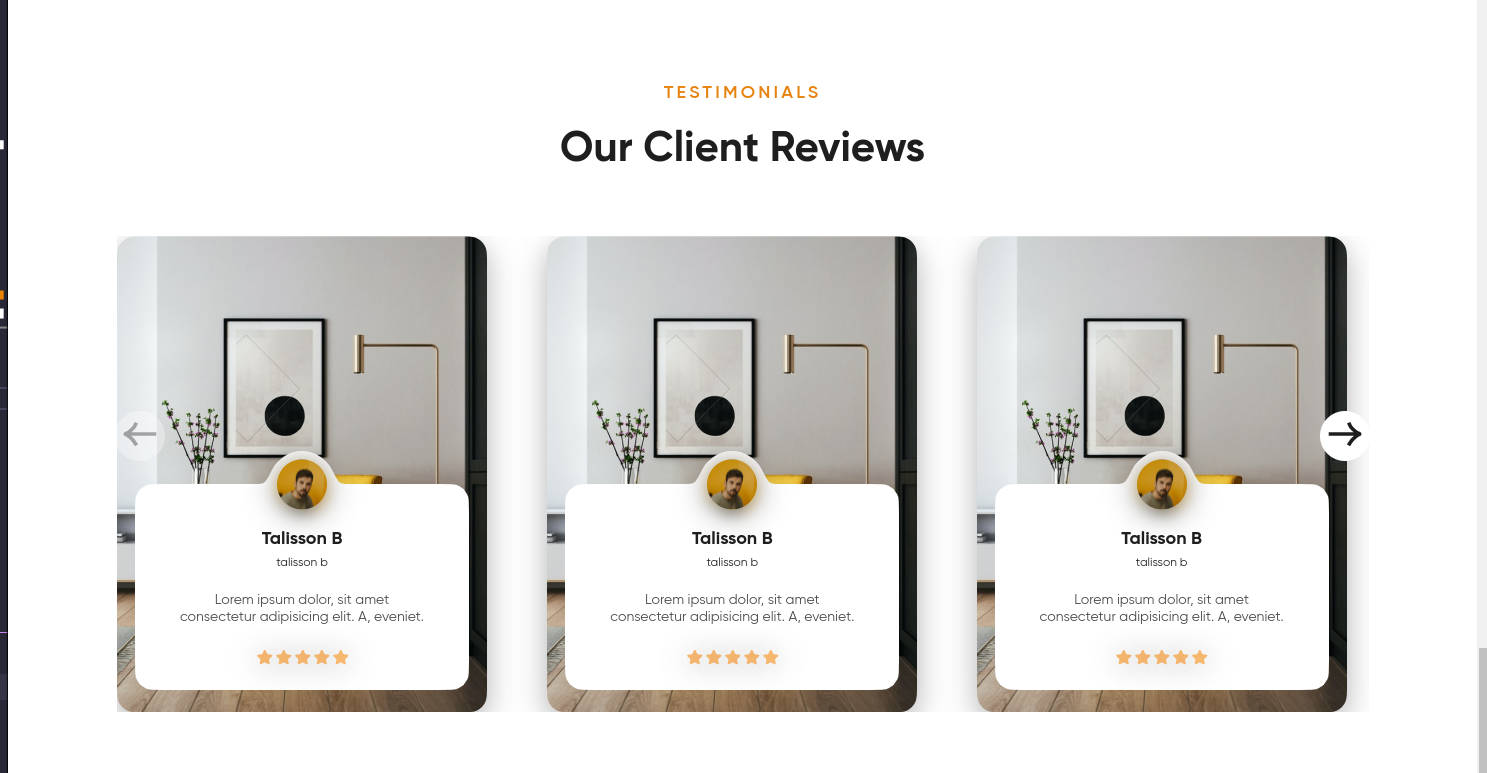 TESTIMONIALS
Our Client Reviews
Talisson B
talisson b
Lorem ipsum dolor, sit amet
consectetur adipisicing elit. A, eveniet.
Talisson B
talisson b
Lorem ipsum dolor, sit amet
consectetur adipisicing elit. A, eveniet.
Talisson B
talisson b
Lorem ipsum dolor, sit amet
consectetur adipisicing elit. A, eveniet.